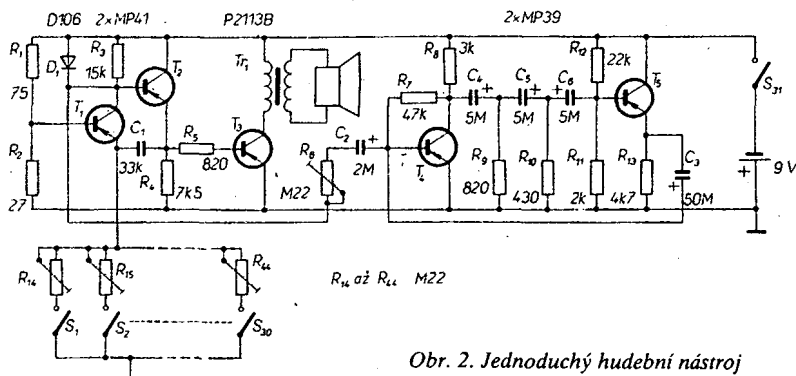 D106 2×MP41 P2113B 2×MP39
R₁ 75
R₂ 27
D₁
R₃ 15k
T₁
T₂
C₁ 33k
R₄ 7k5
R₅ 820
T₃
Tr₁
R₆ M22
C₂ 2M
R₇ 47k
R₈ 3k
T₄
C₄ 5M
C₅ 5M
C₆ 5M
R₉ 820
R₁₀ 430
R₁₁ 2k
R₁₂ 22k
T₅
R₁₃ 4k7
C₃ 50M
S₃₁
9 V
R₁₄
R₁₅
R₄₄
R₁₄ až R₄₄ M22
S₁
S₂
S₃₀
Obr. 2. Jednoduchý hudební nástroj